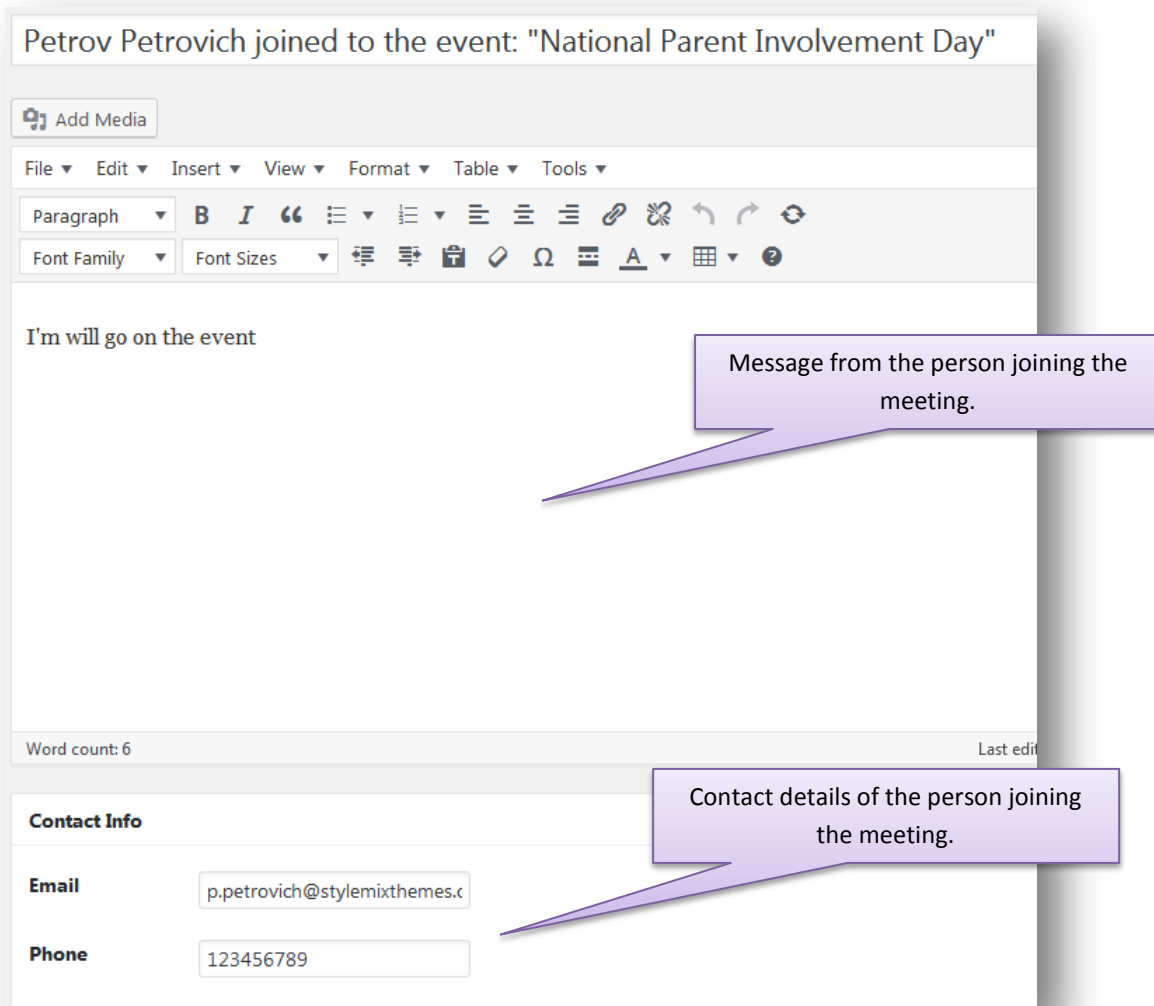 Petrov Petrovich joined to the event: "National Parent Involvement Day"
Add Media
File Edit Insert View Format Table Tools
Paragraph B I
Font Family Font Sizes Ω A
I'm will go on the event
Message from the person joining the
meeting.
Word count: 6 Last edi
Contact details of the person joining
the meeting.
Contact Info
Email p.petrovich@stylemixthemes.c
Phone 123456789